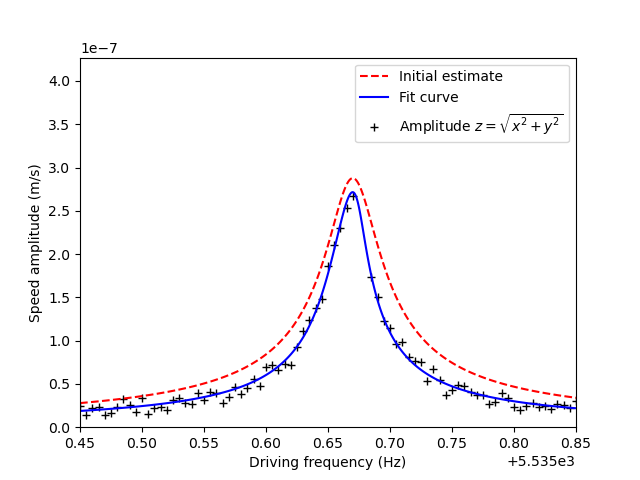 1e−7
4.0
3.5
3.0
2.5
2.0
1.5
1.0
0.5
0.0
Speed amplitude (m/s)
Initial estimate
Fit curve
Amplitude z = √x² + y²
0.45 0.50 0.55 0.60 0.65 0.70 0.75 0.80 0.85
Driving frequency (Hz)
+5.535e3